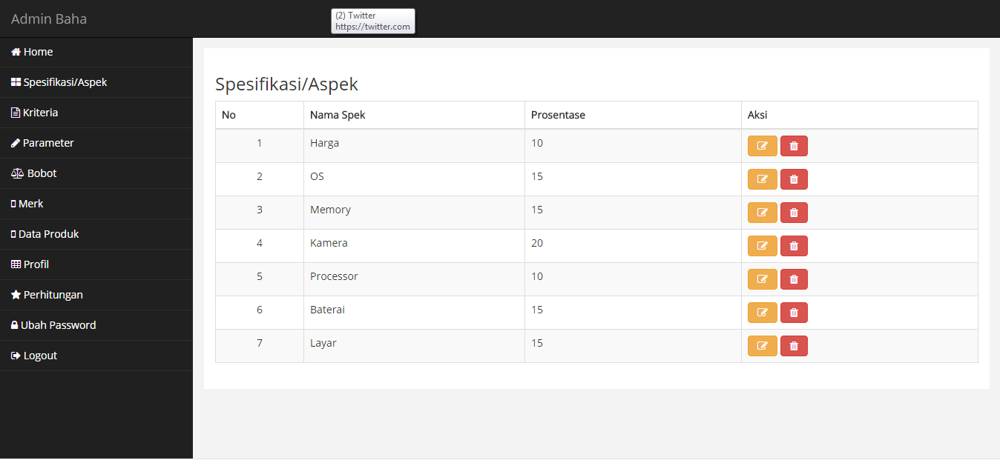 Admin Baha
(2) Twitter
https://twitter.com
Home
Spesifikasi/Aspek
Kriteria
Parameter
Bobot
Merk
Data Produk
Profil
Perhitungan
Ubah Password
Logout
Spesifikasi/Aspek
No Nama Spek Prosentase Aksi
1 Harga 10
2 OS 15
3 Memory 15
4 Kamera 20
5 Processor 10
6 Baterai 15
7 Layar 15